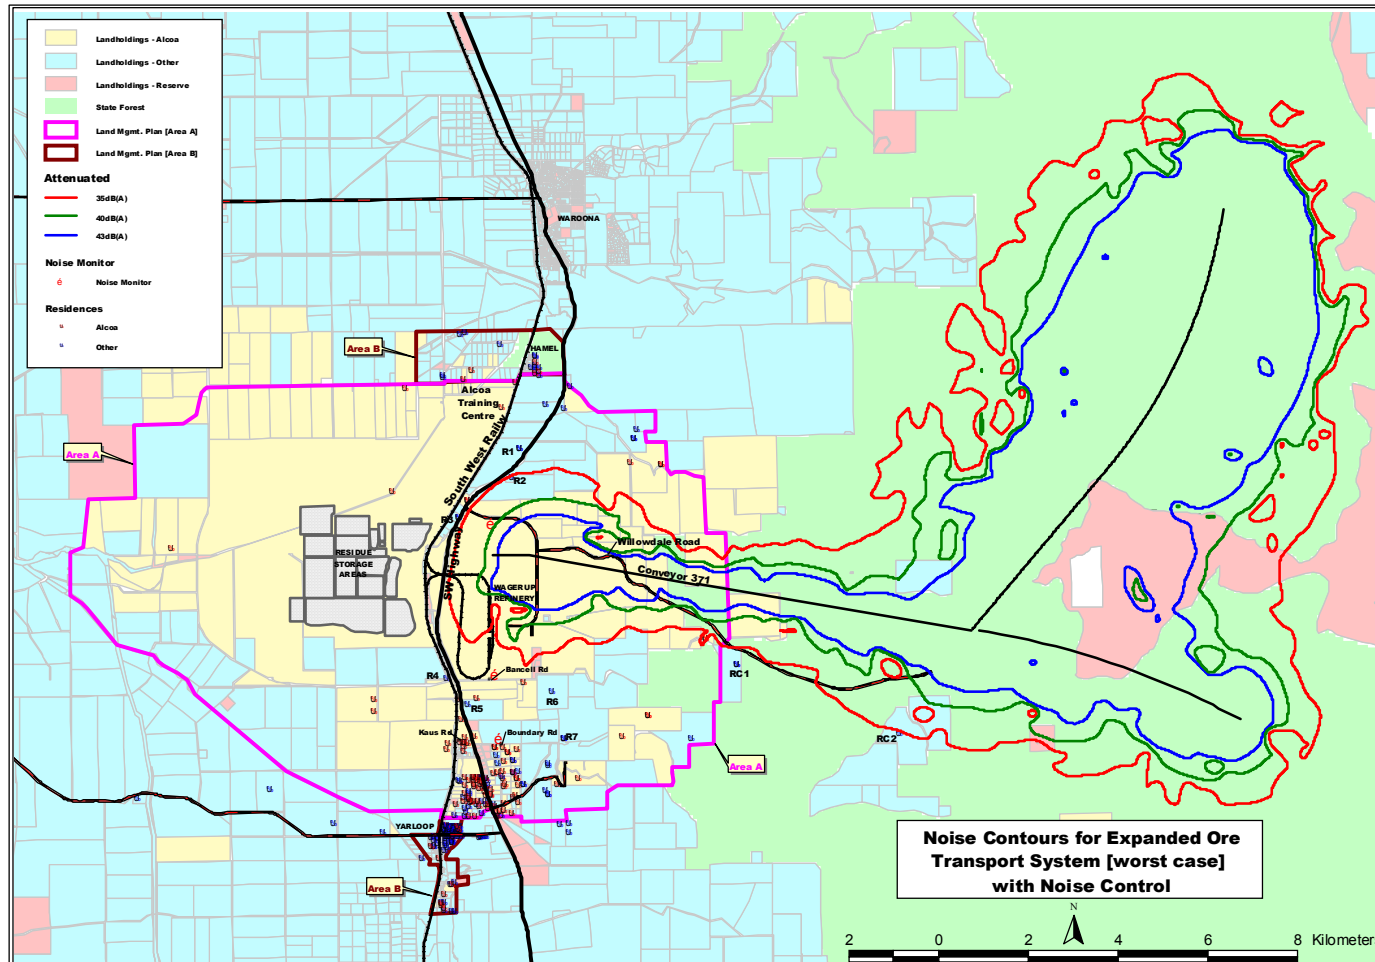 Landholdings - Alcoa
Landholdings - Other
Landholdings - Reserve
State Forest
Land Mgmt. Plan [Area A]
Land Mgmt. Plan [Area B]
Attenuated
35dB(A)
40dB(A)
43dB(A)
Noise Monitor
é Noise Monitor
Residences
Alcoa
Other
WAROONA
Area B
HAMEL
Alcoa
Training
Centre
Area A
South West Railway
R1
R2
R3
SW Highway
RESIDUE
STORAGE
AREAS
Willowdale Road
Conveyor 371
WAGERUP
REFINERY
Bancell Rd
R4
R5
R6
RC1
Kaus Rd
Boundary Rd
R7
RC2
Area A
YARLOOP
Area B
Noise Contours for Expanded Ore
Transport System [worst case]
with Noise Control
N
2 0 2 4 6 8 Kilometer